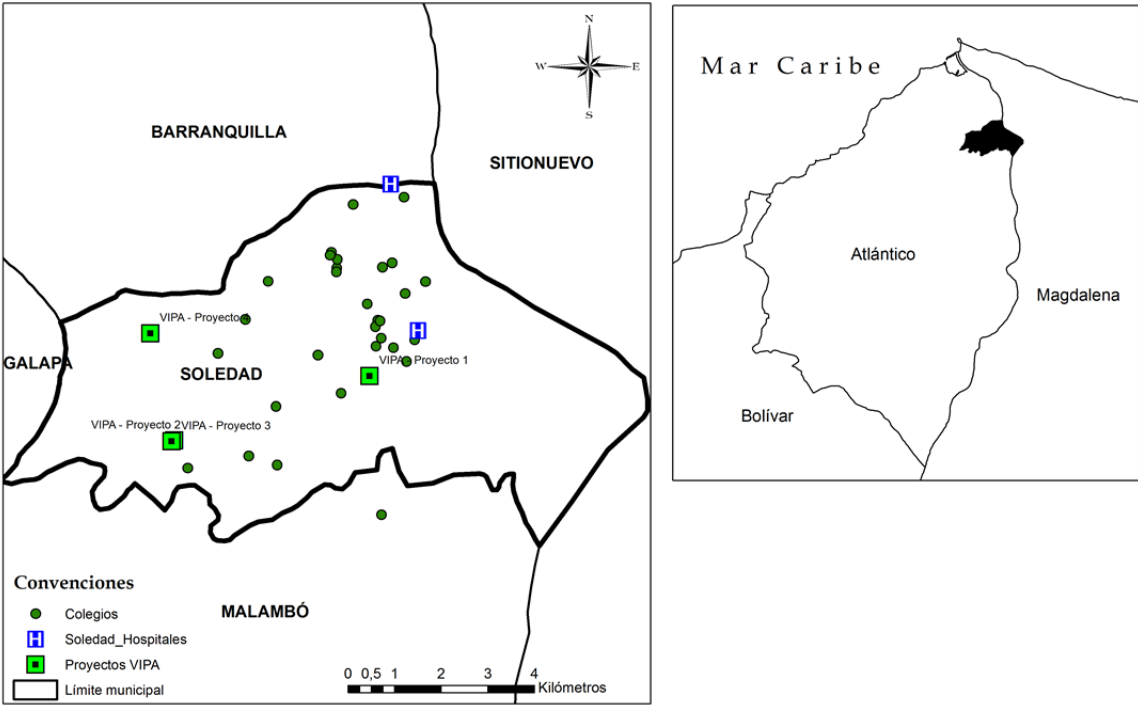 N
W
E
S
BARRANQUILLA
SITIONUEVO
H
VIPA - Proyecto 4
H
GALAPA
SOLEDAD
VIPA - Proyecto 1
VIPA - Proyecto 2
VIPA - Proyecto 3
Convenciones
Colegios
H
Soledad_Hospitales
Proyectos VIPA
Límite municipal
MALAMBÓ
0 0,5 1 2 3 4
Kilómetros
Mar Caribe
Atlántico
Magdalena
Bolívar